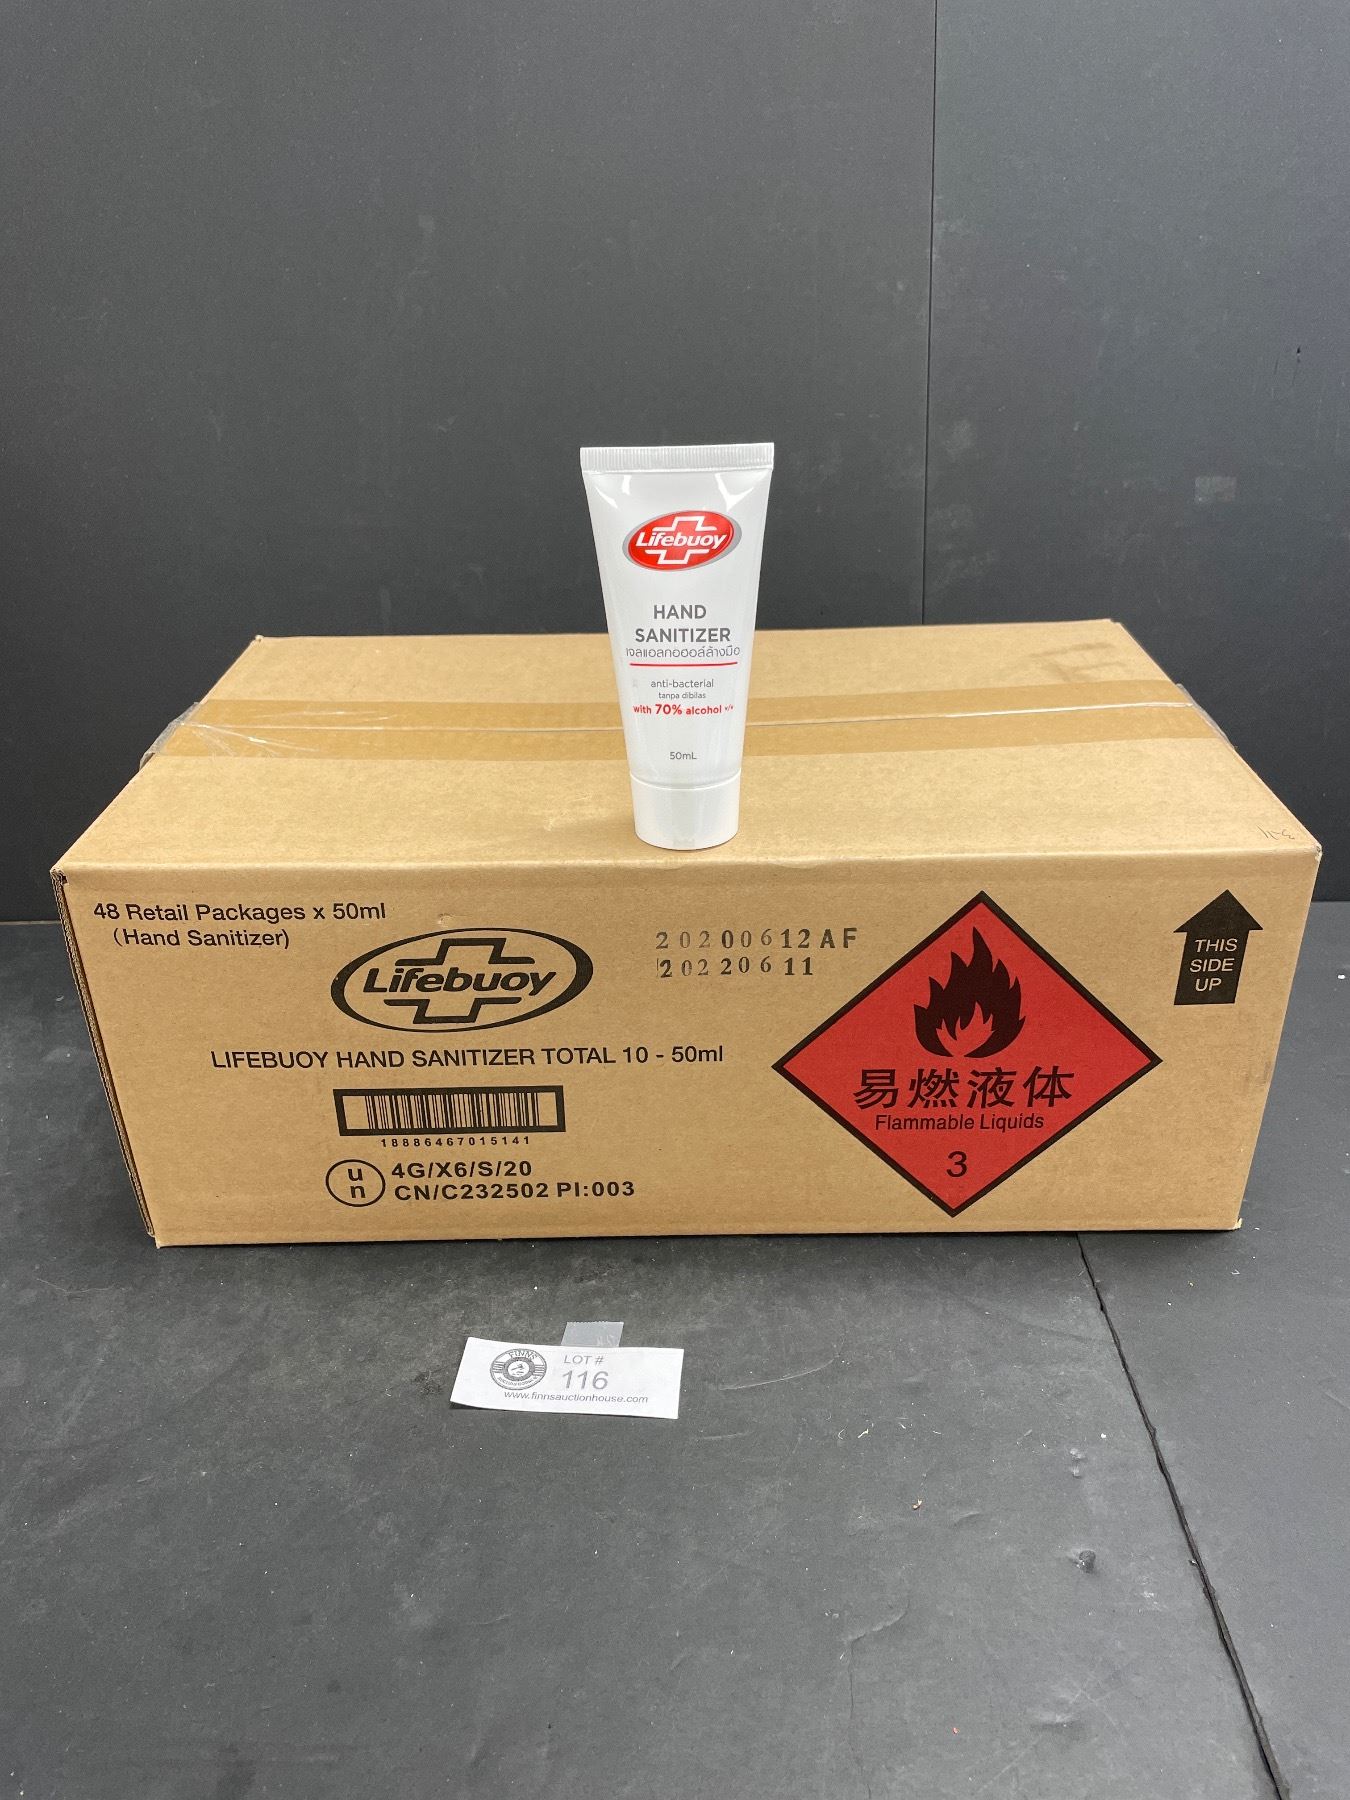 Lifebuoy
HAND
SANITIZER
เจลแอลกอฮอล์ล้างมือ
anti-bacterial
tanpa dibilas
with 70% alcohol v/v
50mL
48 Retail Packages x 50ml
(Hand Sanitizer)
Lifebuoy
20200612AF
20220611
LIFEBUOY HAND SANITIZER TOTAL 10 - 50ml
18886467015141
un
4G/X6/S/20
CN/C232502 PI:003
易燃液体
Flammable Liquids
3
THIS
SIDE
UP
FINNS
LOT #
116
www.finnsauctionhouse.com